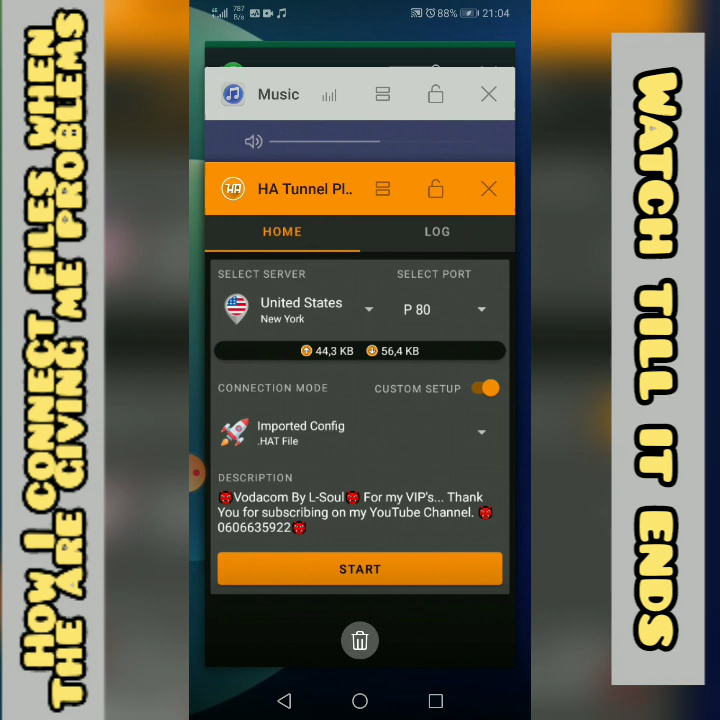 HOW I CONNECT FILES WHEN
THE ARE GIVING ME PROBLEMS
787
B/s
88%
21:04
Music
HA Tunnel Pl..
HOME
LOG
SELECT SERVER
SELECT PORT
United States
New York
P 80
44,3 KB
56,4 KB
CONNECTION MODE
CUSTOM SETUP
Imported Config
.HAT File
DESCRIPTION
👹Vodacom By L-Soul👹 For my VIP's... Thank
You for subscribing on my YouTube Channel. 👹
0606635922👹
START
WATCH TILL IT ENDS